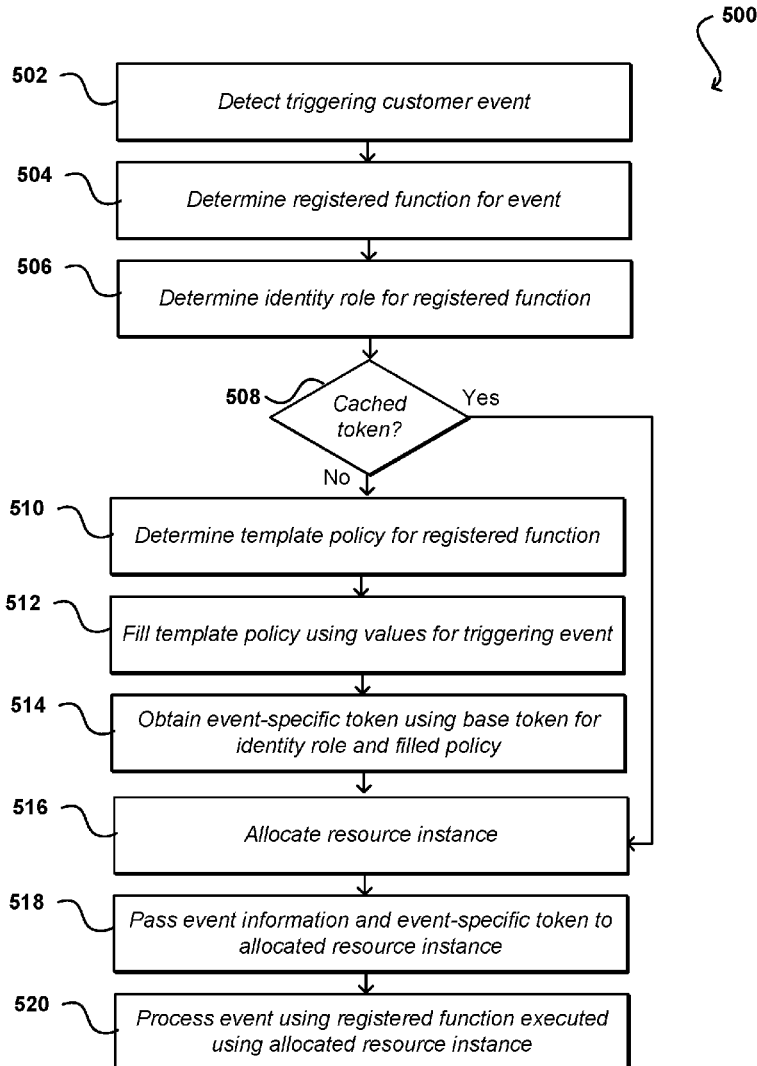 500
502
Detect triggering customer event
504
Determine registered function for event
506
Determine identity role for registered function
508
Cached
token?
Yes
No
510
Determine template policy for registered function
512
Fill template policy using values for triggering event
514
Obtain event-specific token using base token for
identity role and filled policy
516
Allocate resource instance
518
Pass event information and event-specific token to
allocated resource instance
520
Process event using registered function executed
using allocated resource instance